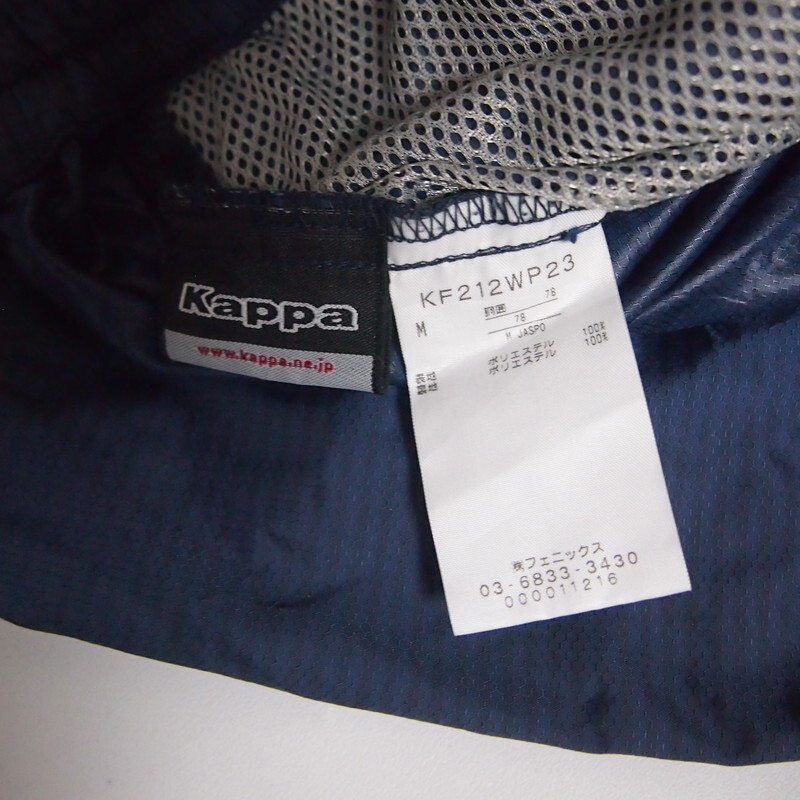 Kappa
www.kappa.ne.jp
KF212WP23
M 胴囲 76
76
M JASPO
ポリエステル 100%
ポリエステル 100%
㈱フェニックス
03-6833-3430
000011216